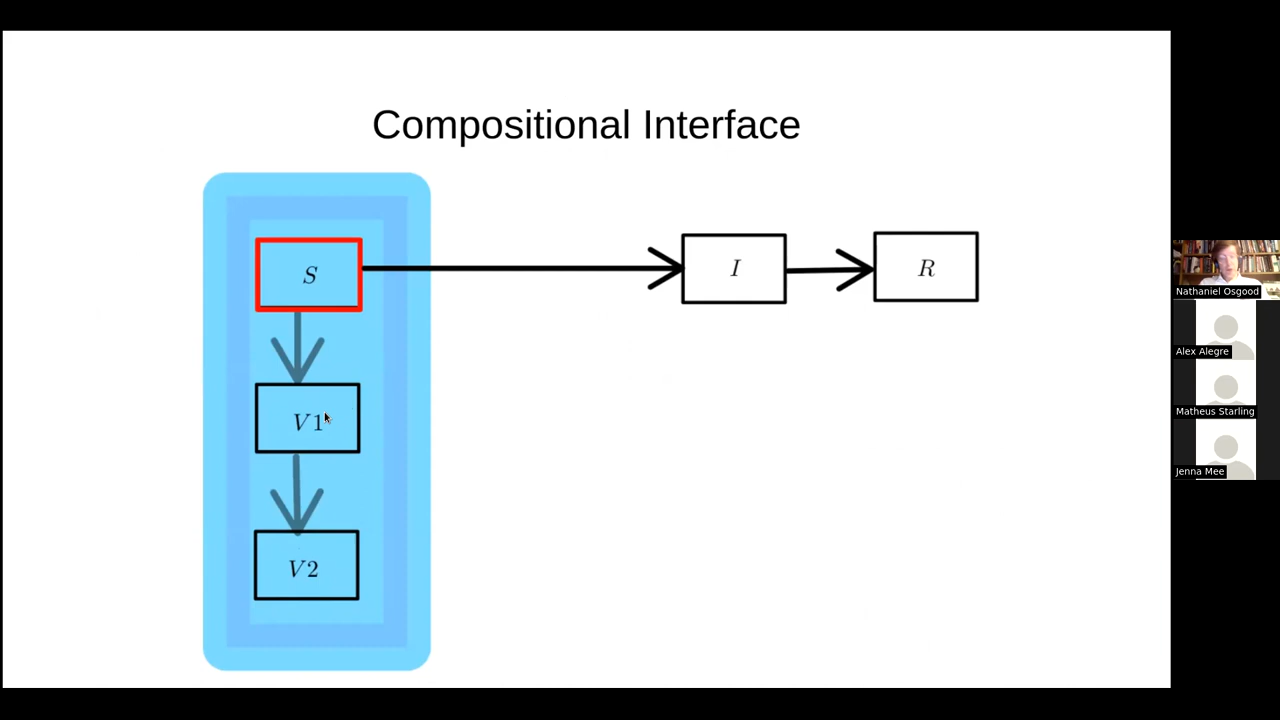 Compositional Interface
S
I
R
V1
V2
Nathaniel Osgood
Alex Alegre
Matheus Starling
Jenna Mee